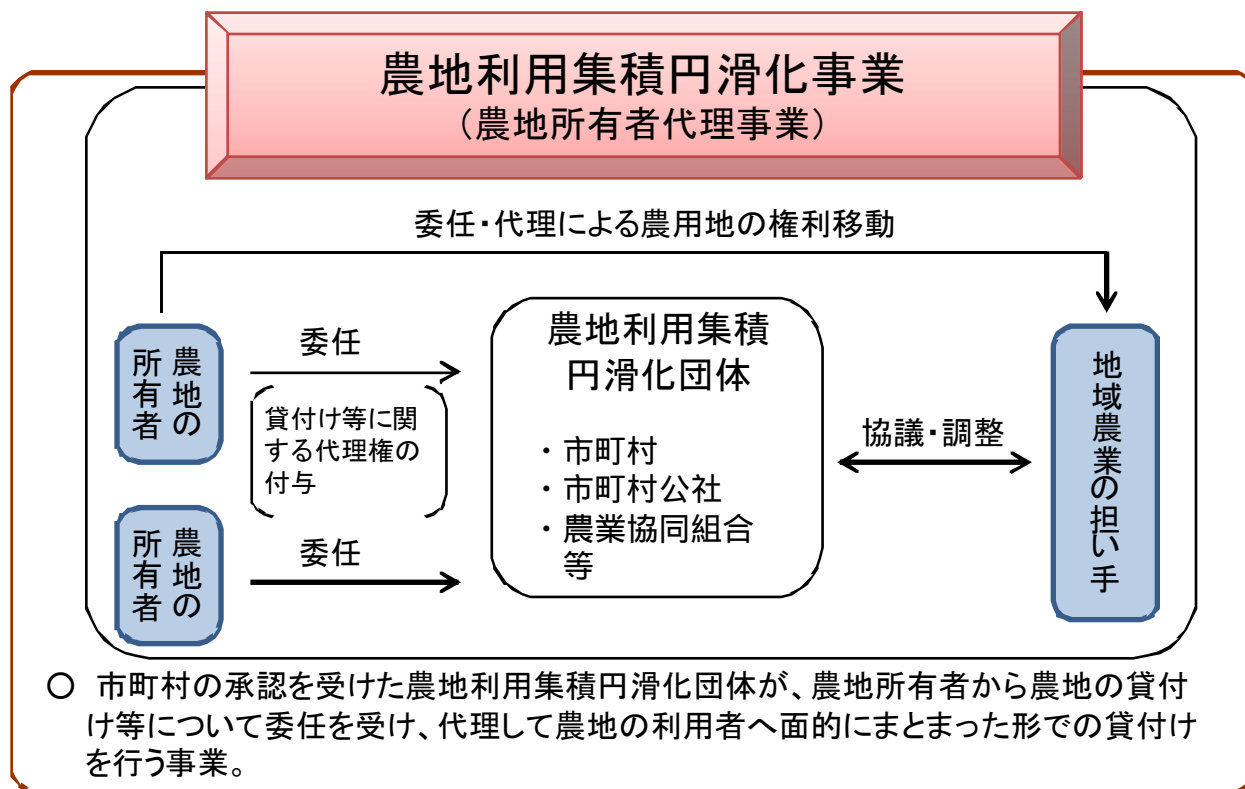 農地利用集積円滑化事業
（農地所有者代理事業）
委任・代理による農用地の権利移動
農地の
所有者
委任
貸付け等に関
する代理権の
付与
農地の
所有者
委任
農地利用集積
円滑化団体
・市町村
・市町村公社
・農業協同組合
等
協議・調整
地域農業の担い手
○ 市町村の承認を受けた農地利用集積円滑化団体が、農地所有者から農地の貸付
け等について委任を受け、代理して農地の利用者へ面的にまとまった形での貸付け
を行う事業。